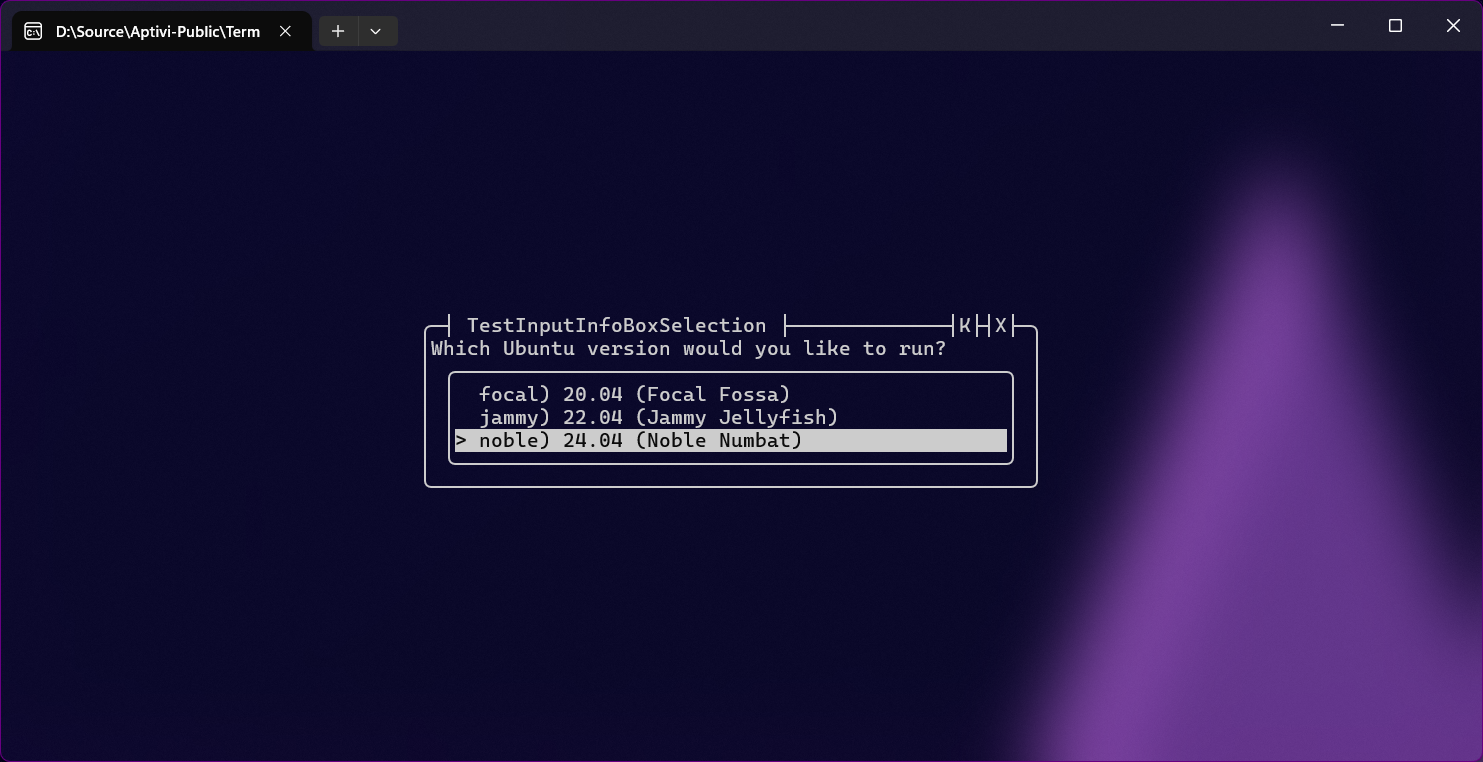 D:\Source\Aptivi-Public\Term
TestInputInfoBoxSelection K X
Which Ubuntu version would you like to run?
focal) 20.04 (Focal Fossa)
jammy) 22.04 (Jammy Jellyfish)
> noble) 24.04 (Noble Numbat)